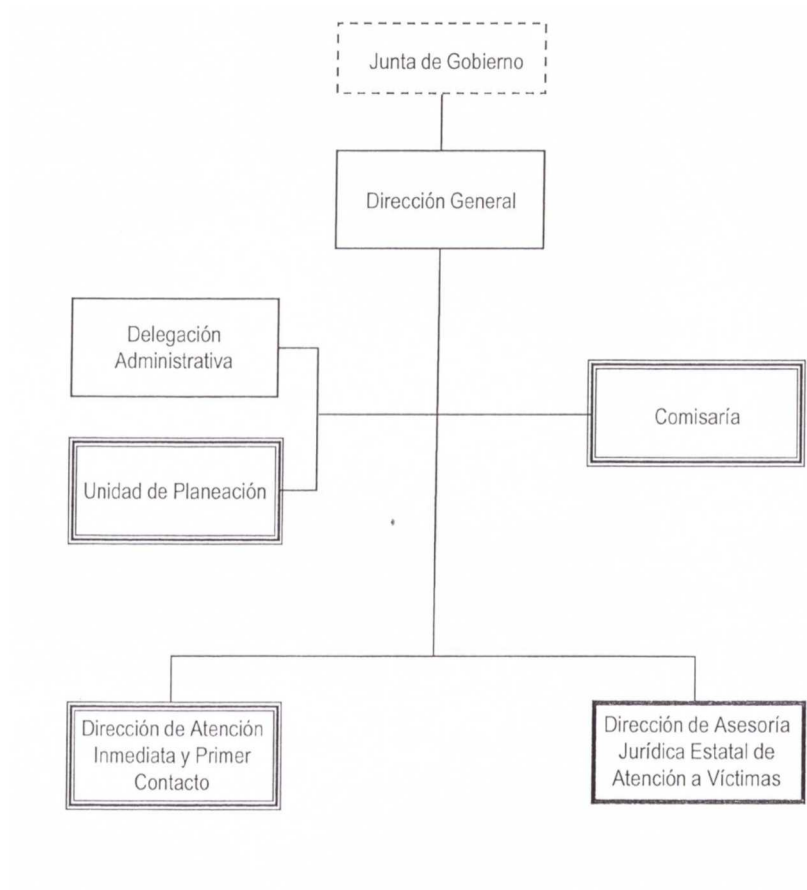 Junta de Gobierno
Dirección General
Delegación
Administrativa
Comisaría
Unidad de Planeación
Dirección de Atención
Inmediata y Primer
Contacto
Dirección de Asesoría
Jurídica Estatal de
Atención a Víctimas